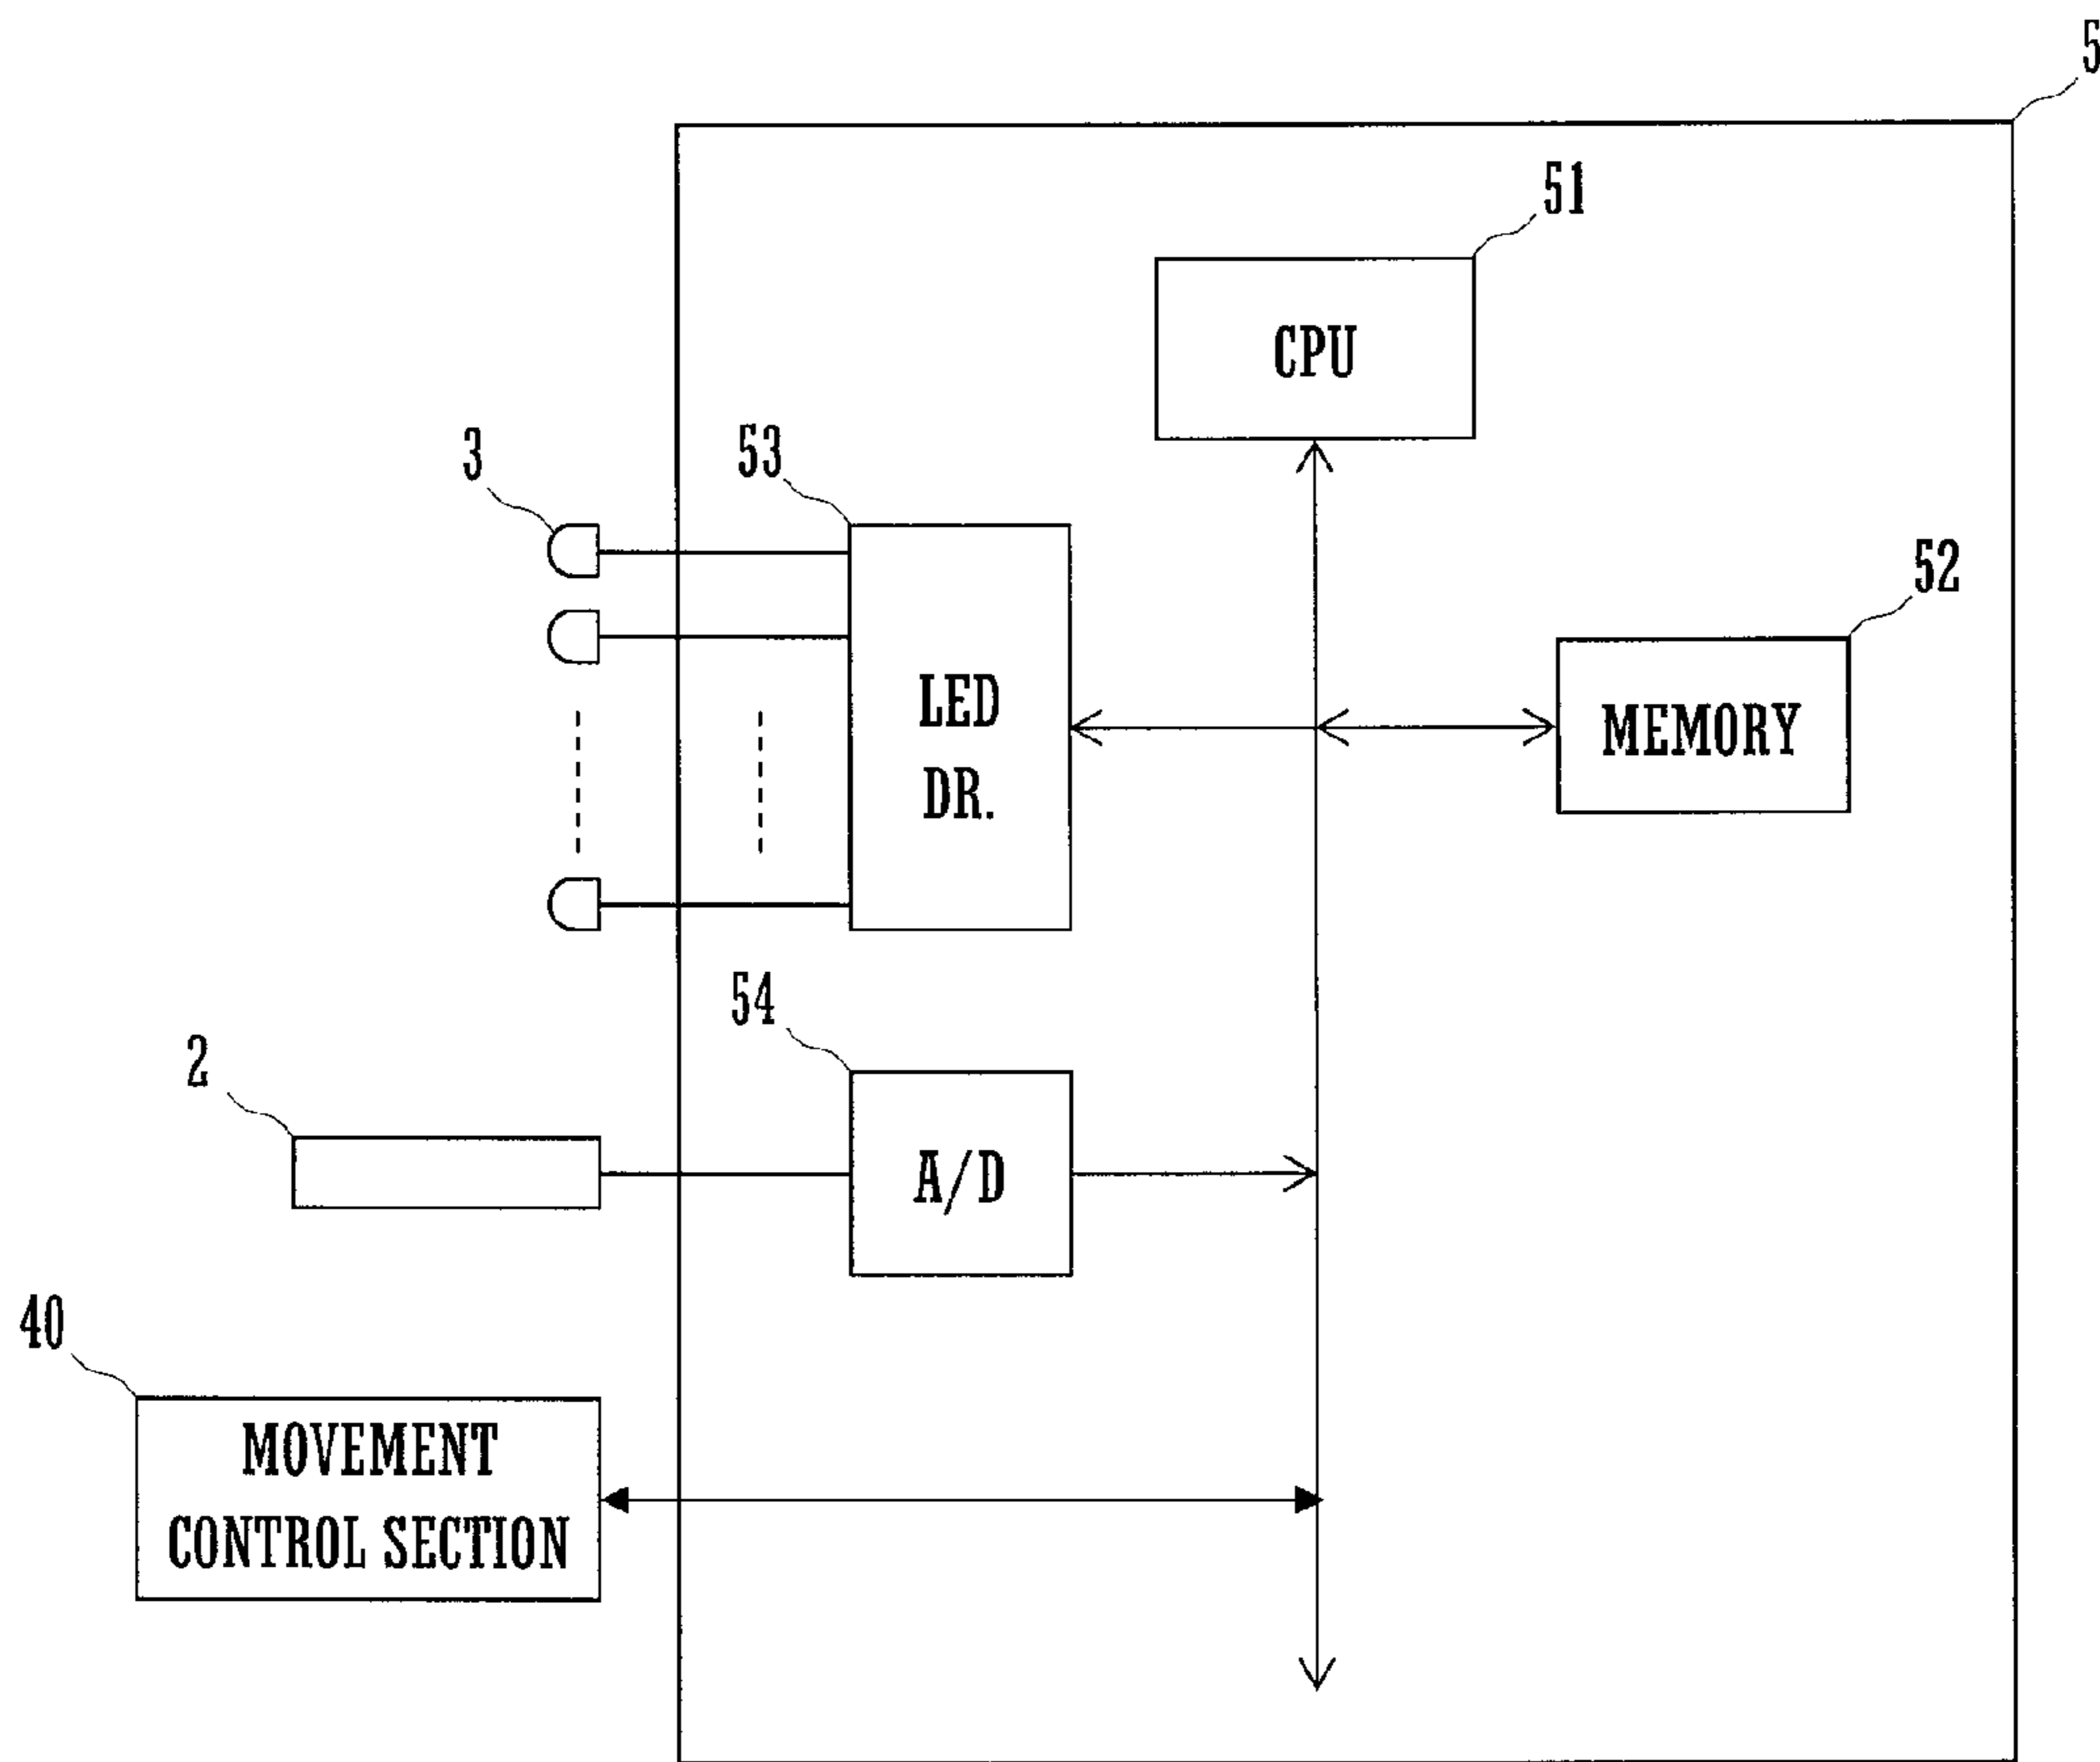 5
51
CPU
3
53
52
LED
DR.
MEMORY
54
2
A/D
40
MOVEMENT
CONTROL SECTION